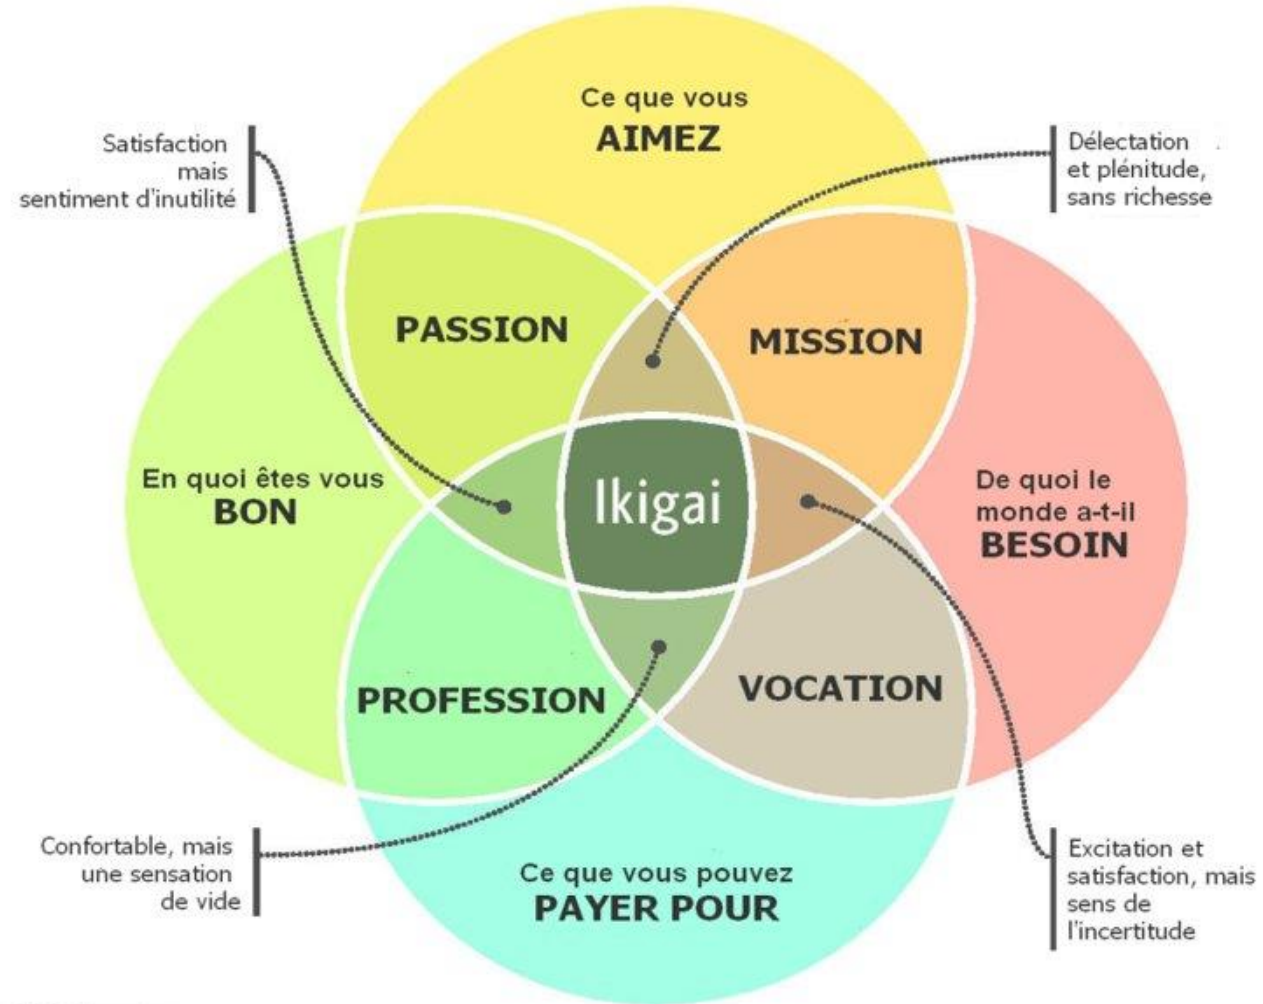 Ce que vous
AIMEZ
Satisfaction
mais
sentiment d'inutilité
Délectation
et plénitude,
sans richesse
PASSION
MISSION
En quoi êtes vous
BON
Ikigai
De quoi le
monde a-t-il
BESOIN
PROFESSION
VOCATION
Confortable, mais
une sensation
de vide
Ce que vous pouvez
PAYER POUR
Excitation et
satisfaction, mais
sens de
l'incertitude